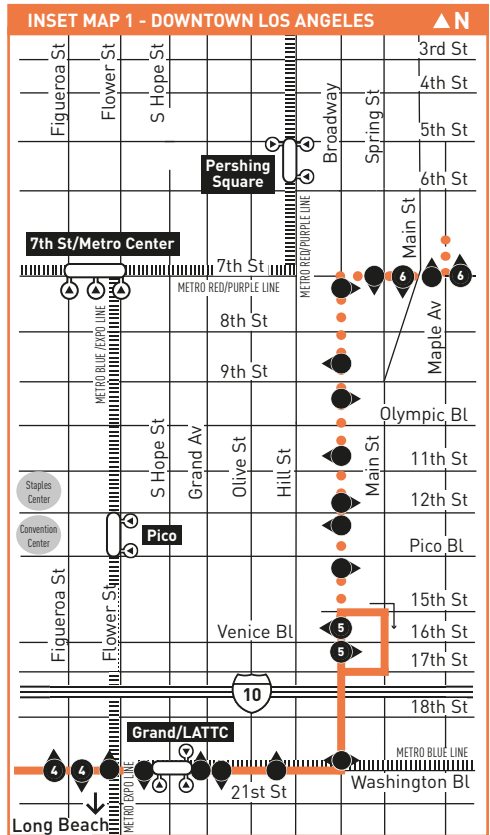 INSET MAP 1 - DOWNTOWN LOS ANGELES
N
Figueroa St
Flower St
S Hope St
Broadway
Spring St
3rd St
4th St
5th St
6th St
Pershing
Square
METRO RED/PURPLE LINE
Main St
7th St/Metro Center
7th St
METRO RED/PURPLE LINE
6
6
METRO BLUE /EXPO LINE
8th St
Maple Av
9th St
Olympic Bl
S Hope St
Grand Av
Olive St
Hill St
Main St
11th St
Staples
Center
12th St
Convention
Center
Pico
Pico Bl
15th St
Figueroa St
Flower St
Venice Bl
5
16th St
5
17th St
10
18th St
Grand/LATTC
METRO BLUE LINE
4
4
METRO EXPO LINE
21st St
Washington Bl
Long Beach